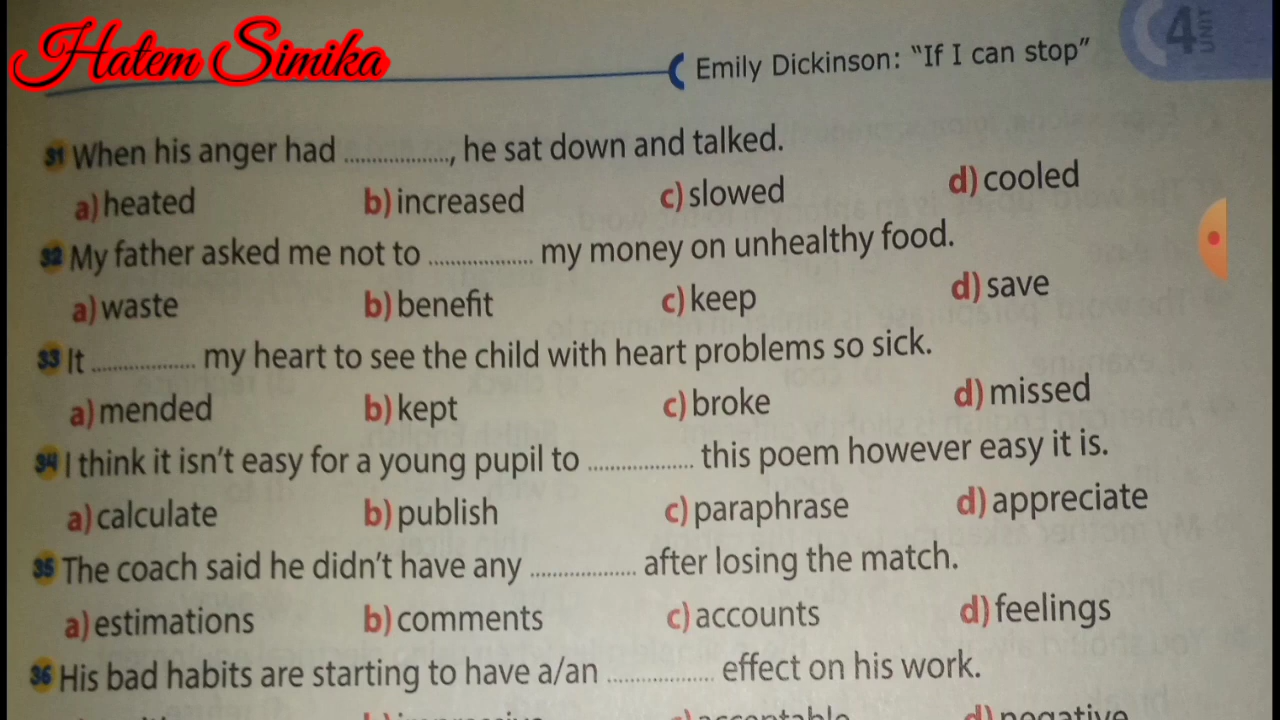 Hatem Simika
Emily Dickinson: "If I can stop"
4 UNIT
31 When his anger had ..................., he sat down and talked.
a) heated b) increased c) slowed d) cooled
32 My father asked me not to ................... my money on unhealthy food.
a) waste b) benefit c) keep d) save
33 It ................... my heart to see the child with heart problems so sick.
a) mended b) kept c) broke d) missed
34 I think it isn't easy for a young pupil to ................... this poem however easy it is.
a) calculate b) publish c) paraphrase d) appreciate
35 The coach said he didn't have any ................... after losing the match.
a) estimations b) comments c) accounts d) feelings
36 His bad habits are starting to have a/an ................... effect on his work.
c) acceptable d) negative